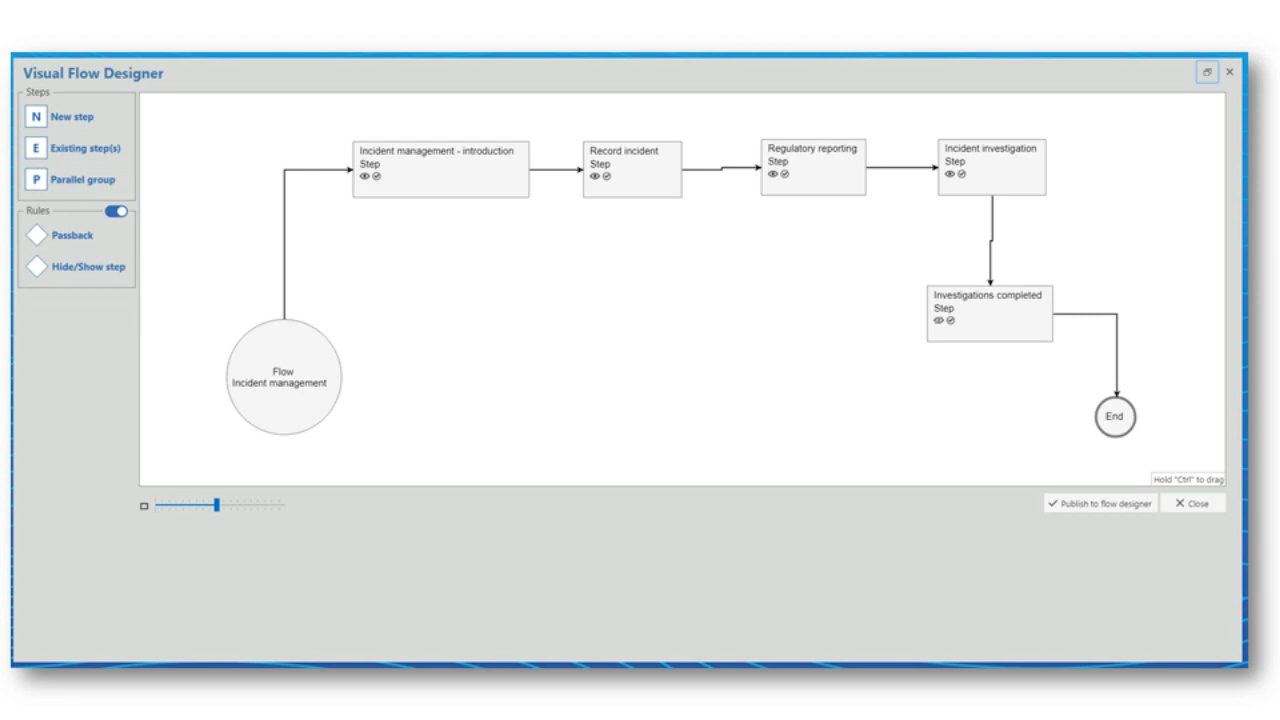 Visual Flow Designer
Steps
N New step
E Existing step(s)
P Parallel group
Rules
Passback
Hide/Show step
Incident management - introduction
Step
Record incident
Step
Regulatory reporting
Step
Incident investigation
Step
Investigations completed
Step
Flow
Incident management
End
Hold "Ctrl" to drag
Publish to flow designer
Close